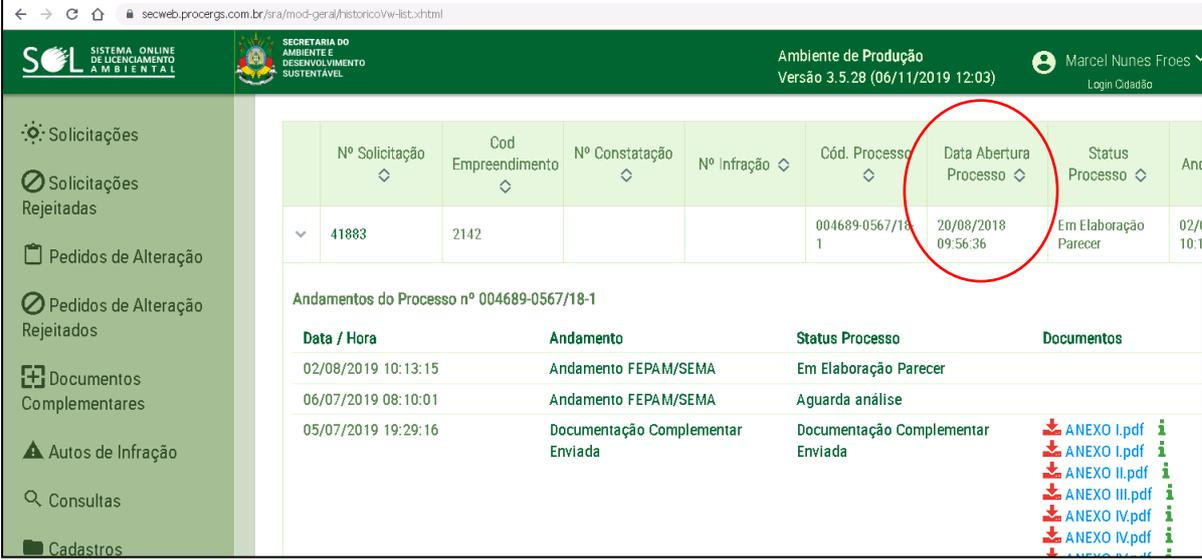 secweb.procergs.com.br/sra/mod-geral/historicoVw-list.xhtml
SOL SISTEMA ONLINE
DE LICENCIAMENTO
AMBIENTAL
SECRETARIA DO
AMBIENTE E
DESENVOLVIMENTO
SUSTENTÁVEL
Ambiente de Produção
Versão 3.5.28 (06/11/2019 12:03)
Marcel Nunes Froes
Login Cidadão
Solicitações
Solicitações
Rejeitadas
Pedidos de Alteração
Pedidos de Alteração
Rejeitados
Documentos
Complementares
Autos de Infração
Consultas
Cadastros
Nº Solicitação
Cod
Empreendimento
Nº Constatação
Nº Infração
Cód. Processo
Data Abertura
Processo
Status
Processo
41883
2142
004689-0567/18-
1
20/08/2018
09:56:36
Em Elaboração
Parecer
02/
10:1
Andamentos do Processo nº 004689-0567/18-1
Data / Hora Andamento Status Processo Documentos
02/08/2019 10:13:15 Andamento FEPAM/SEMA Em Elaboração Parecer
06/07/2019 08:10:01 Andamento FEPAM/SEMA Aguarda análise
05/07/2019 19:29:16 Documentação Complementar Documentação Complementar ANEXO I.pdf
Enviada Enviada ANEXO I.pdf
ANEXO II.pdf
ANEXO III.pdf
ANEXO IV.pdf
ANEXO IV.pdf